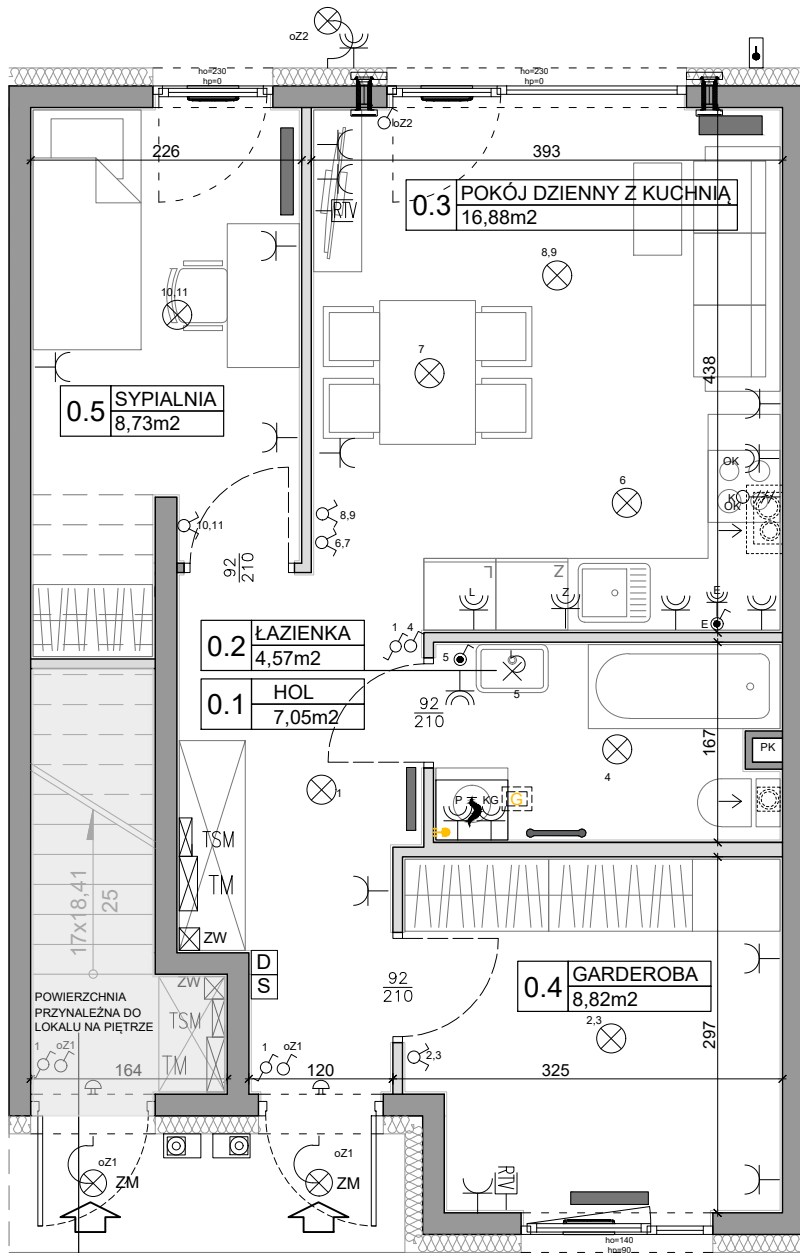 oZ2
ho=230
hp=0
ho=230
hp=0
oZ2
226
393
RTV
0.3
POKÓJ DZIENNY Z KUCHNIĄ
16,88m2
8,9
10,11
7
438
0.5
SYPIALNIA
8,73m2
OK
OK
6
10,11
8,9
6,7
92
210
L
Z
Z
E
E
0.2
ŁAZIENKA
4,57m2
1
4
5
5
0.1
HOL
7,05m2
92
210
167
PK
4
1
P
KG
G
TSM
TM
ZW
17x18,41
25
D
S
92
210
0.4
GARDEROBA
8,82m2
2,3
297
POWIERZCHNIA
PRZYNALEŻNA DO
LOKALU NA PIĘTRZE
ZW
TSM
TM
1
oZ1
164
1
oZ1
120
2,3
325
oZ1
ZM
oZ1
ZM
RTV
ho=140
hp=90